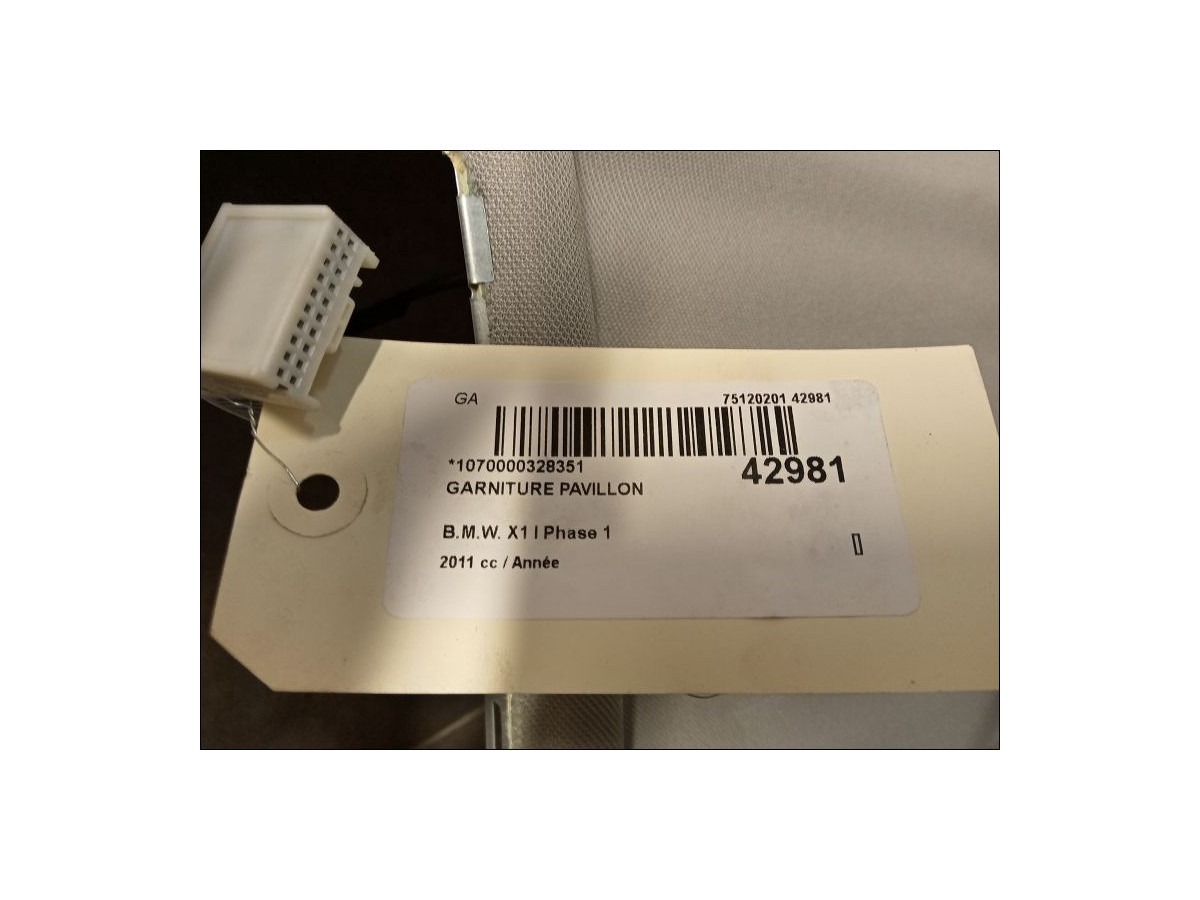 GA 75120201 42981
*1070000328351 42981
GARNITURE PAVILLON
B.M.W. X1 I Phase 1
2011 cc / Année